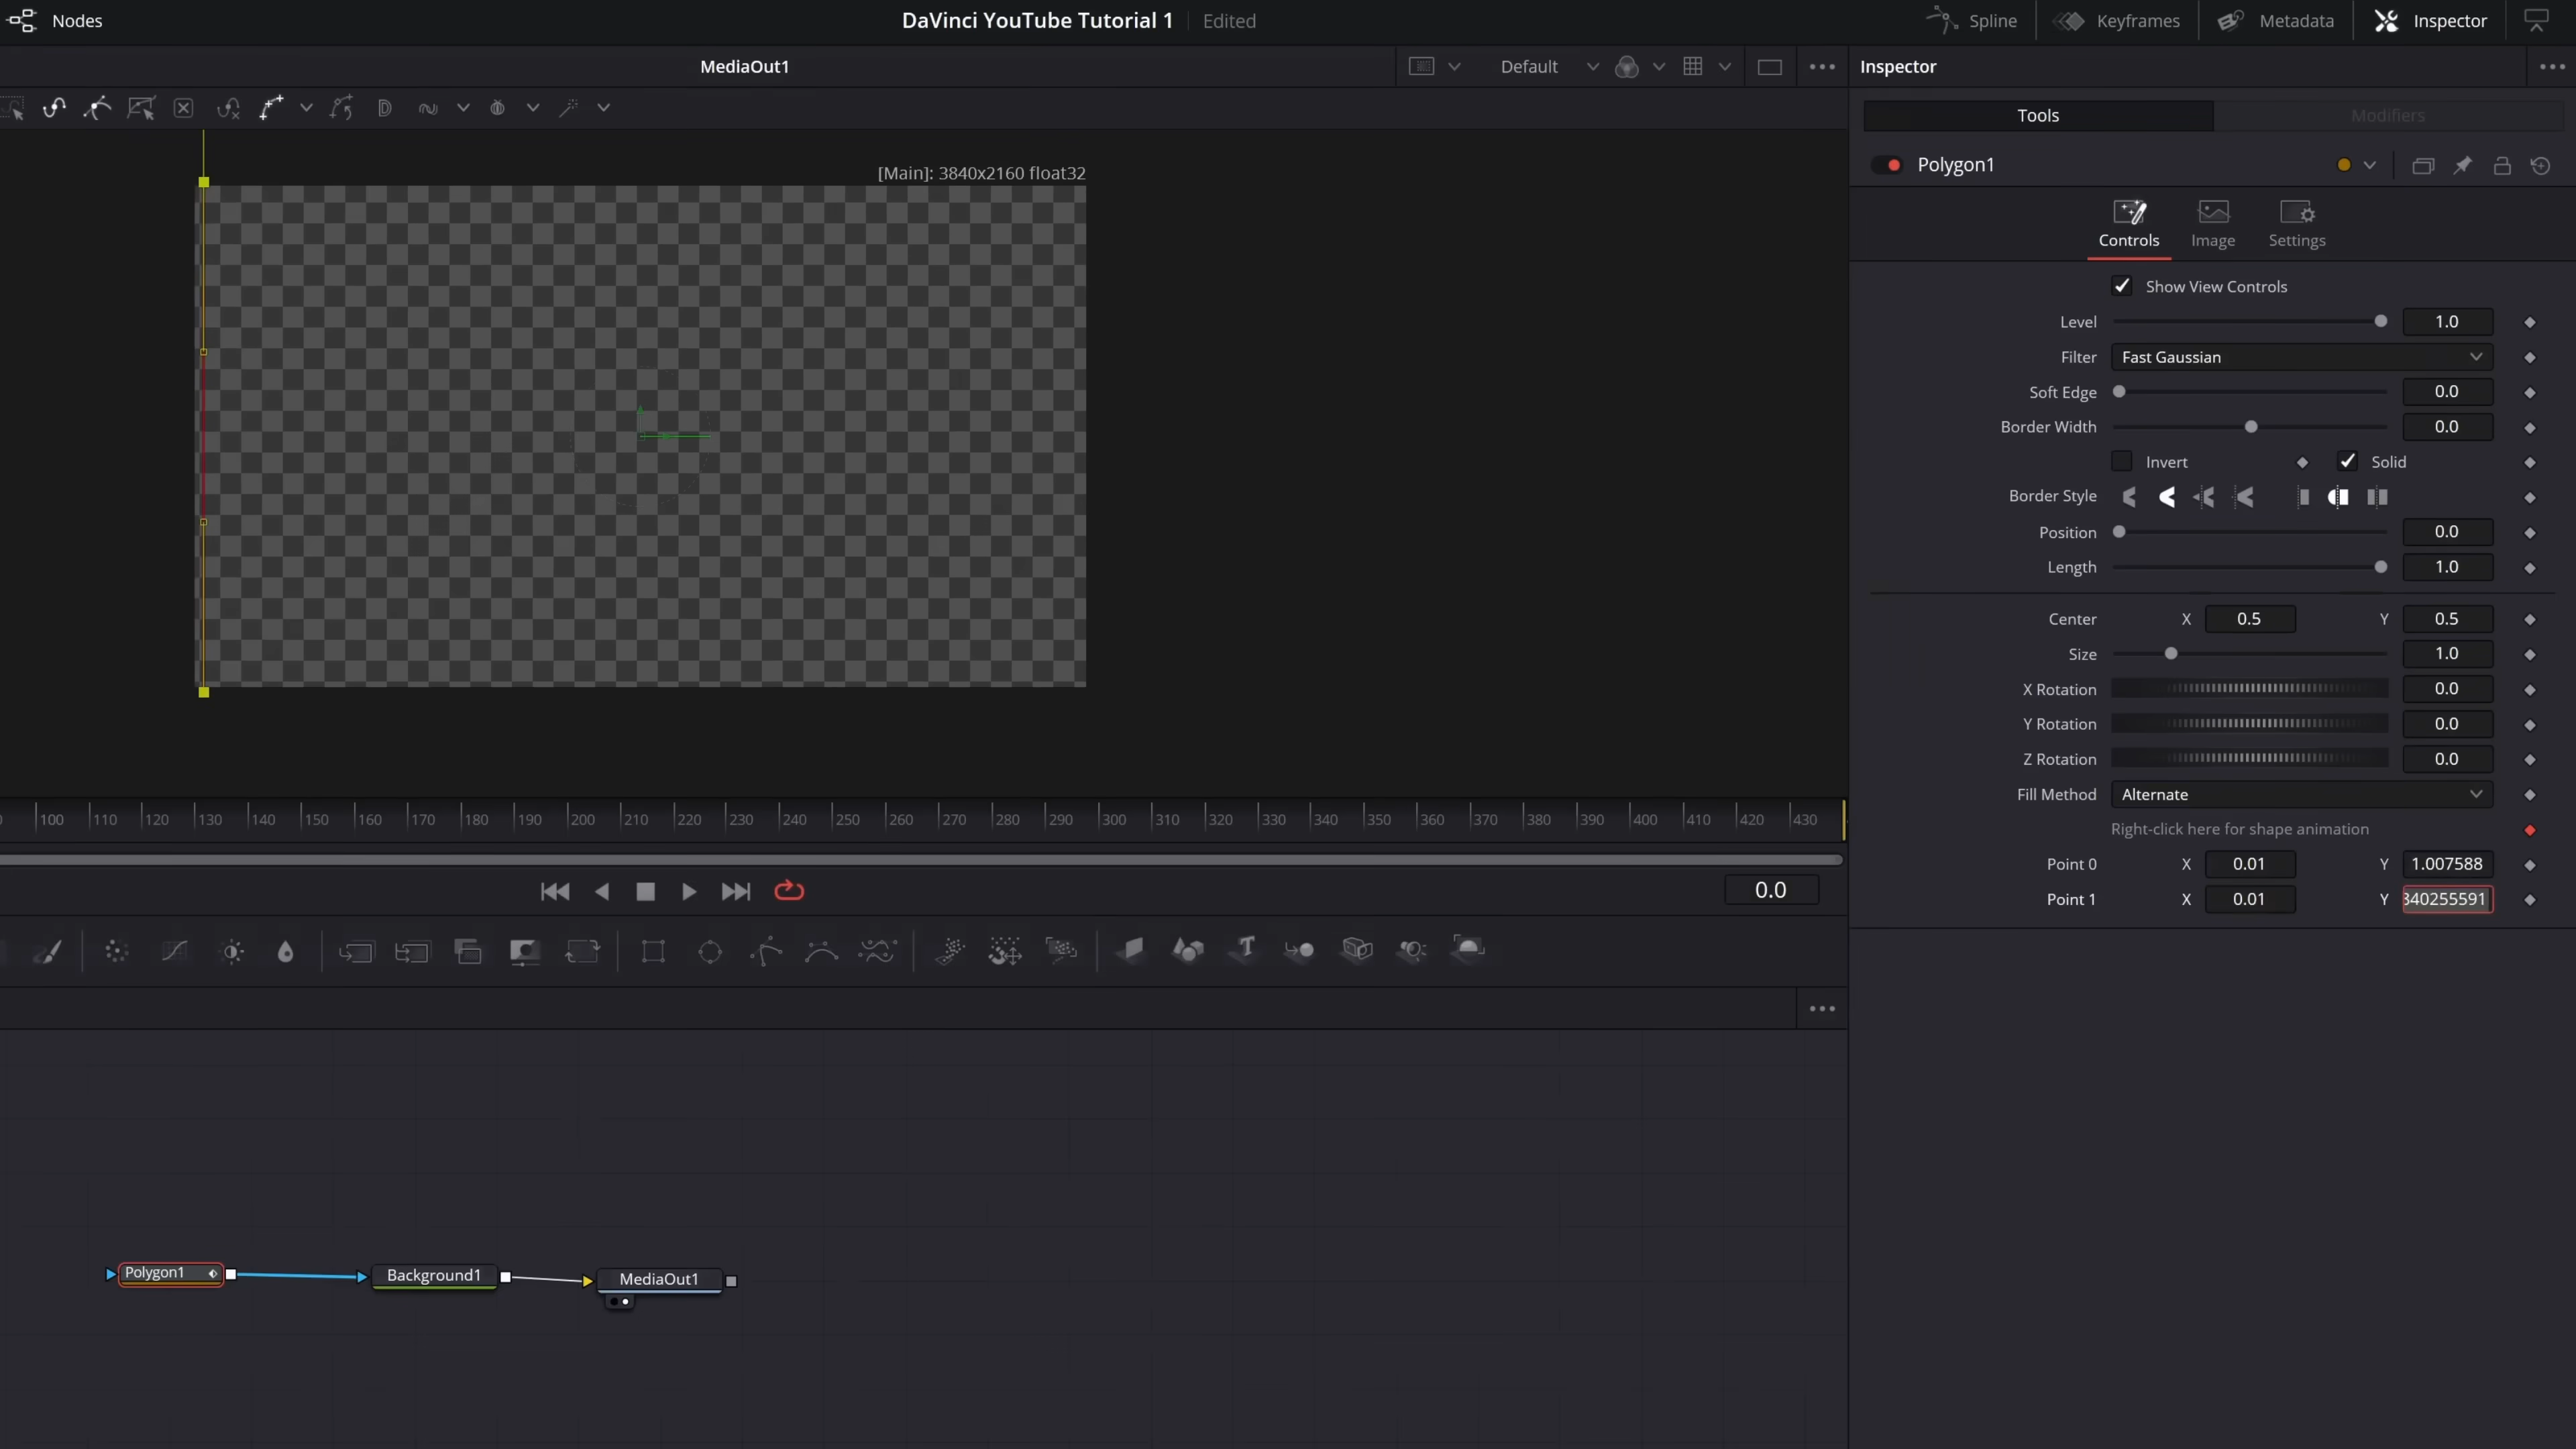 Nodes
DaVinci YouTube Tutorial 1 Edited
Spline Keyframes Metadata Inspector
MediaOut1
Default
Inspector
Tools Modifiers
[Main]: 3840x2160 float32
Polygon1
Controls Image Settings
Show View Controls
Level 1.0
Filter Fast Gaussian
Soft Edge 0.0
Border Width 0.0
Invert Solid
Border Style
Position 0.0
Length 1.0
Center X 0.5 Y 0.5
Size 1.0
X Rotation 0.0
Y Rotation 0.0
Z Rotation 0.0
Fill Method Alternate
Right-click here for shape animation
Point 0 X 0.01 Y 1.007588
Point 1 X 0.01 Y 340255591
100 110 120 130 140 150 160 170 180 190 200 210 220 230 240 250 260 270 280 290 300 310 320 330 340 350 360 370 380 390 400 410 420 430
0.0
Polygon1 Background1 MediaOut1